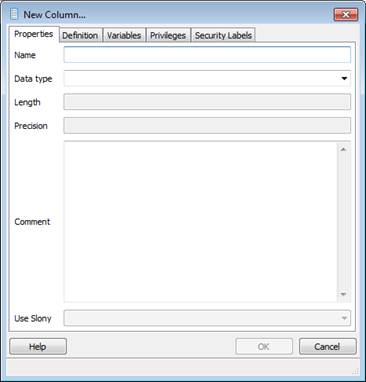 New Column...
Properties Definition Variables Privileges Security Labels
Name
Data type
Length
Precision
Comment
Use Slony
Help OK Cancel